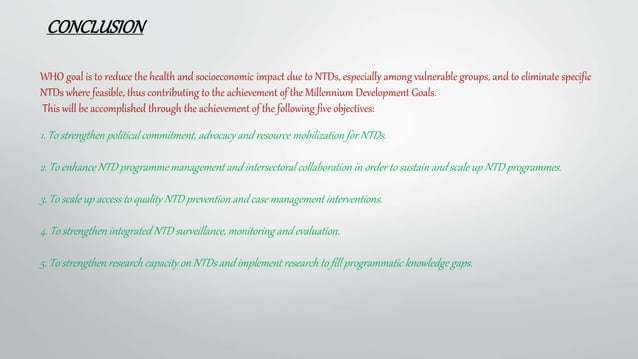 CONCLUSION
WHO goal is to reduce the health and socioeconomic impact due to NTDs, especially among vulnerable groups, and to eliminate specific
NTDs where feasible, thus contributing to the achievement of the Millennium Development Goals.
This will be accomplished through the achievement of the following five objectives:
1. To strengthen political commitment, advocacy and resource mobilization for NTDs.
2. To enhance NTD programme management and intersectoral collaboration in order to sustain and scale up NTD programmes.
3. To scale up access to quality NTD prevention and case management interventions.
4. To strengthen integrated NTD surveillance, monitoring and evaluation.
5. To strengthen research capacity on NTDs and implement research to fill programmatic knowledge gaps.